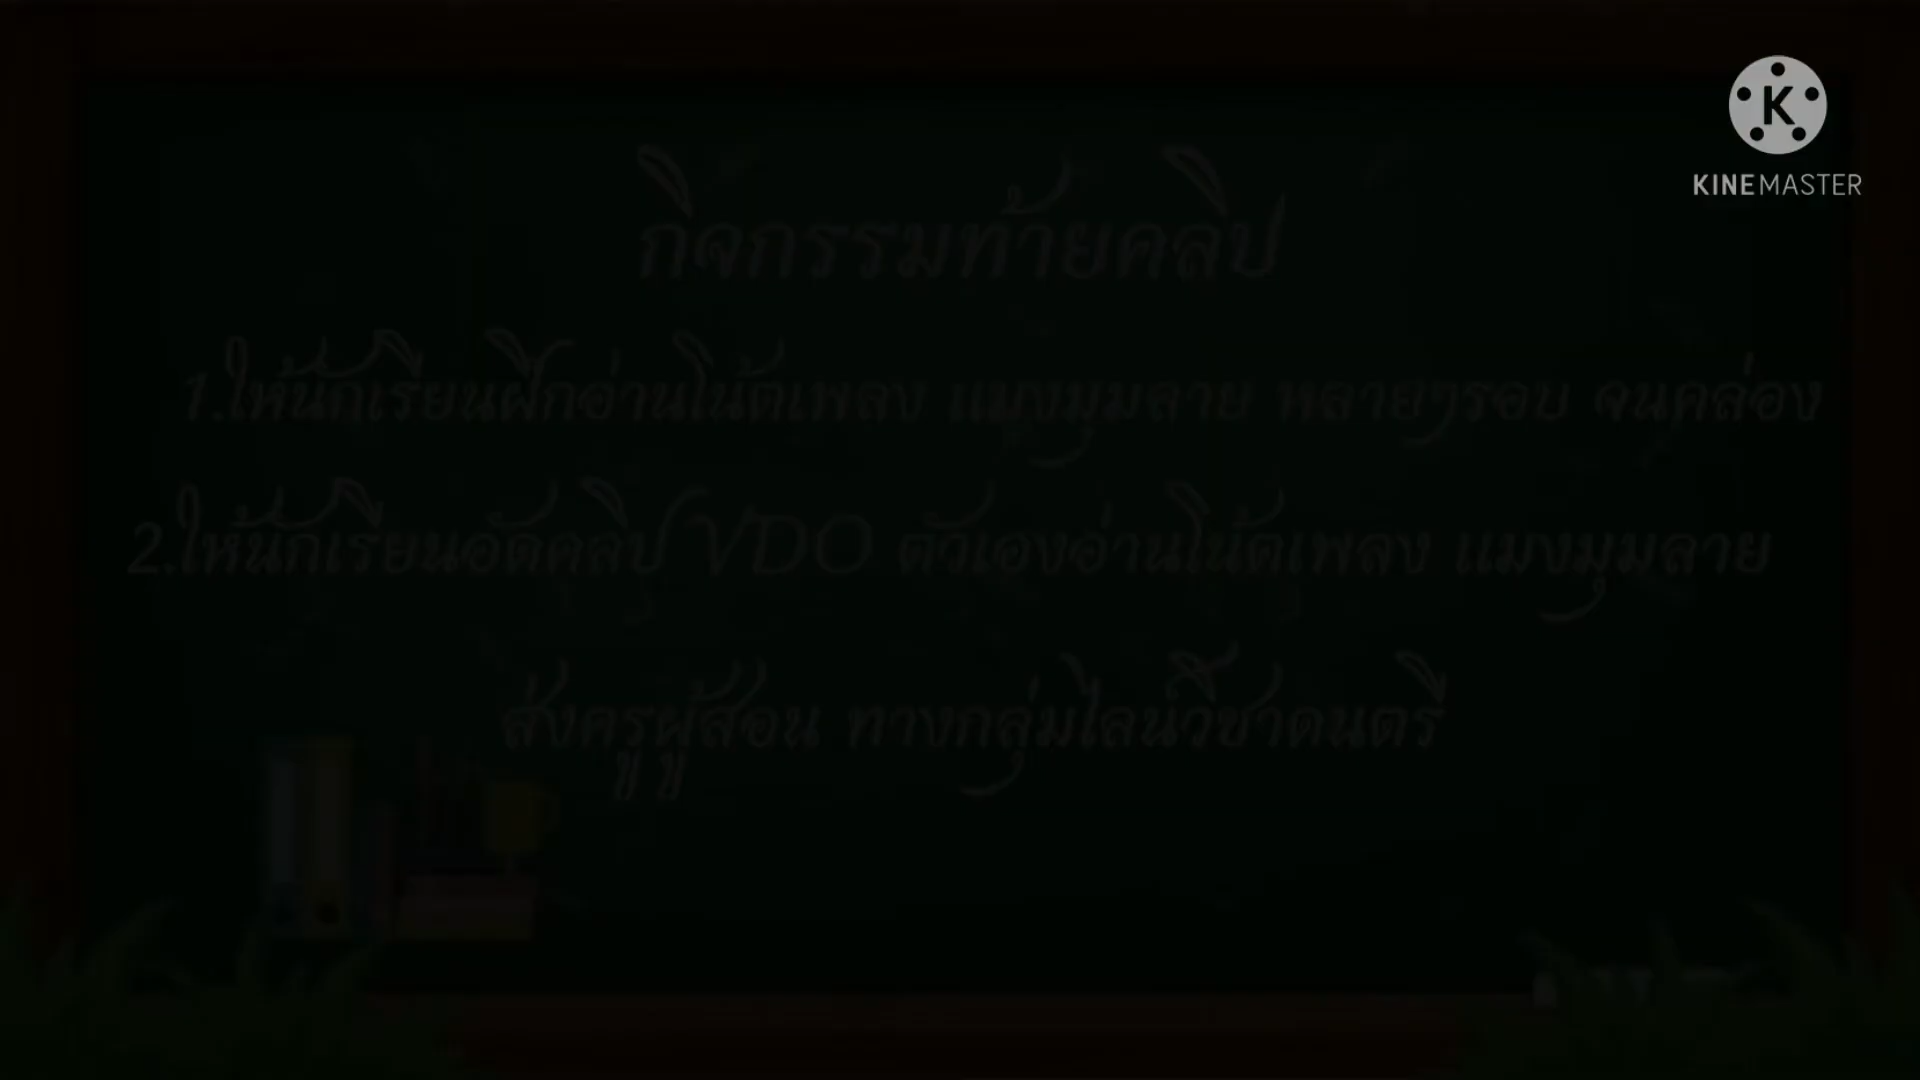 KINEMASTER
กิจกรรมท้ายคลิป
1.ให้นักเรียนฝึกอ่านโน้ตเพลง แมงมุมลาย หลายๆรอบ จนคล่อง
2.ให้นักเรียนอัดคลิป VDO ตัวเองอ่านโน้ตเพลง แมงมุมลาย
ส่งครูผู้สอน ทางกลุ่มไลน์วิชาดนตรี